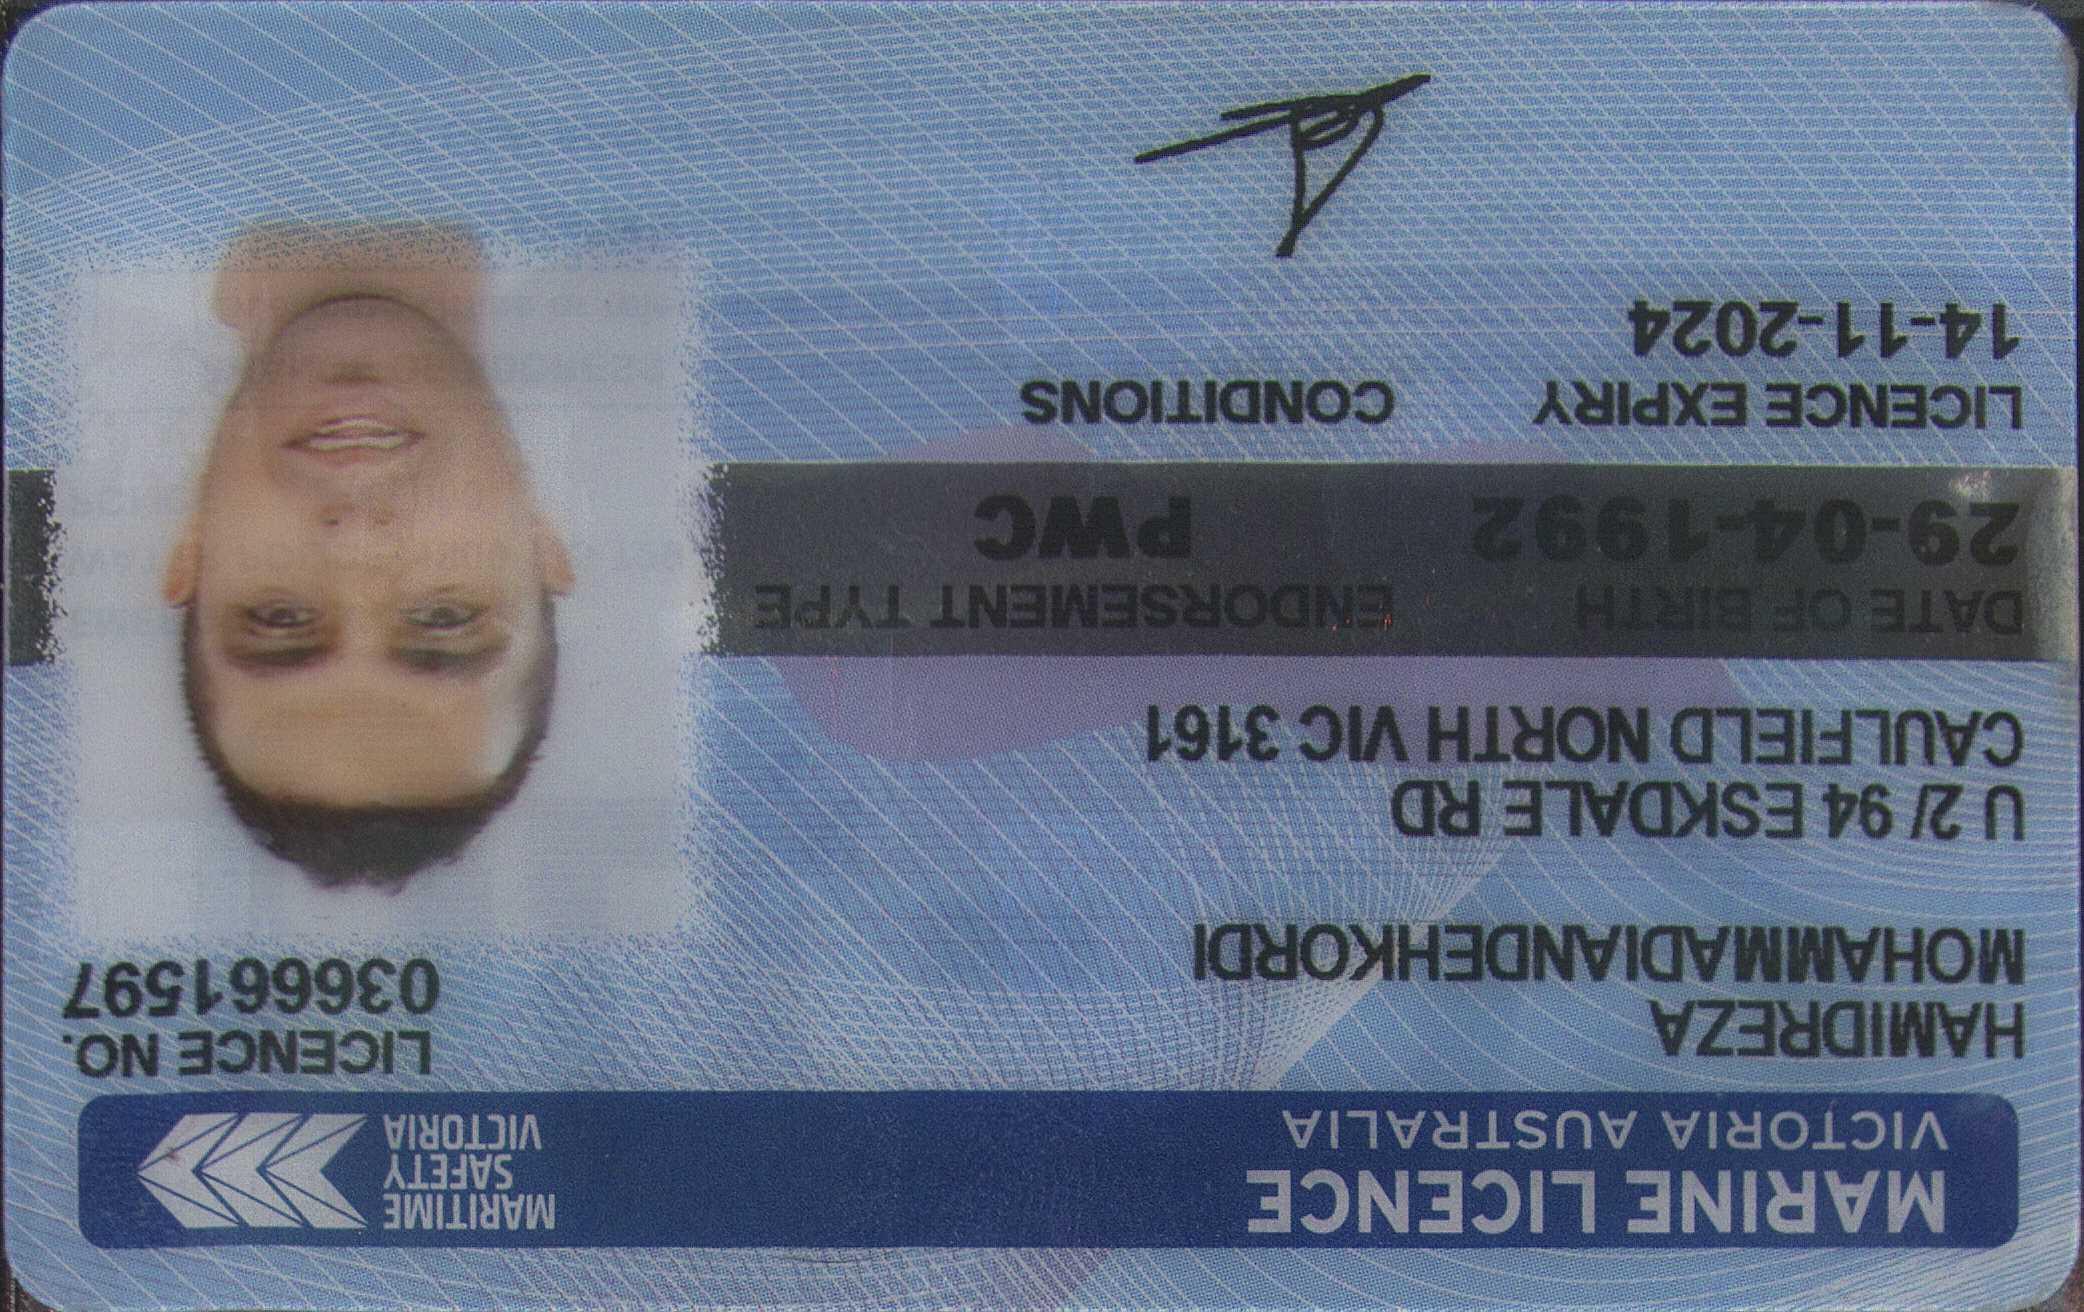 MARINE LICENCE
VICTORIA AUSTRALIA
MARITIME
SAFETY
VICTORIA
HAMIDREZA
MOHAMMADIANDEHKORDI
LICENCE NO.
036661597
U 2/ 94 ESKDALE RD
CAULFIELD NORTH VIC 3161
DATE OF BIRTH ENDORSEMENT TYPE
29-04-1992 PWC
LICENCE EXPIRY CONDITIONS
14-11-2024